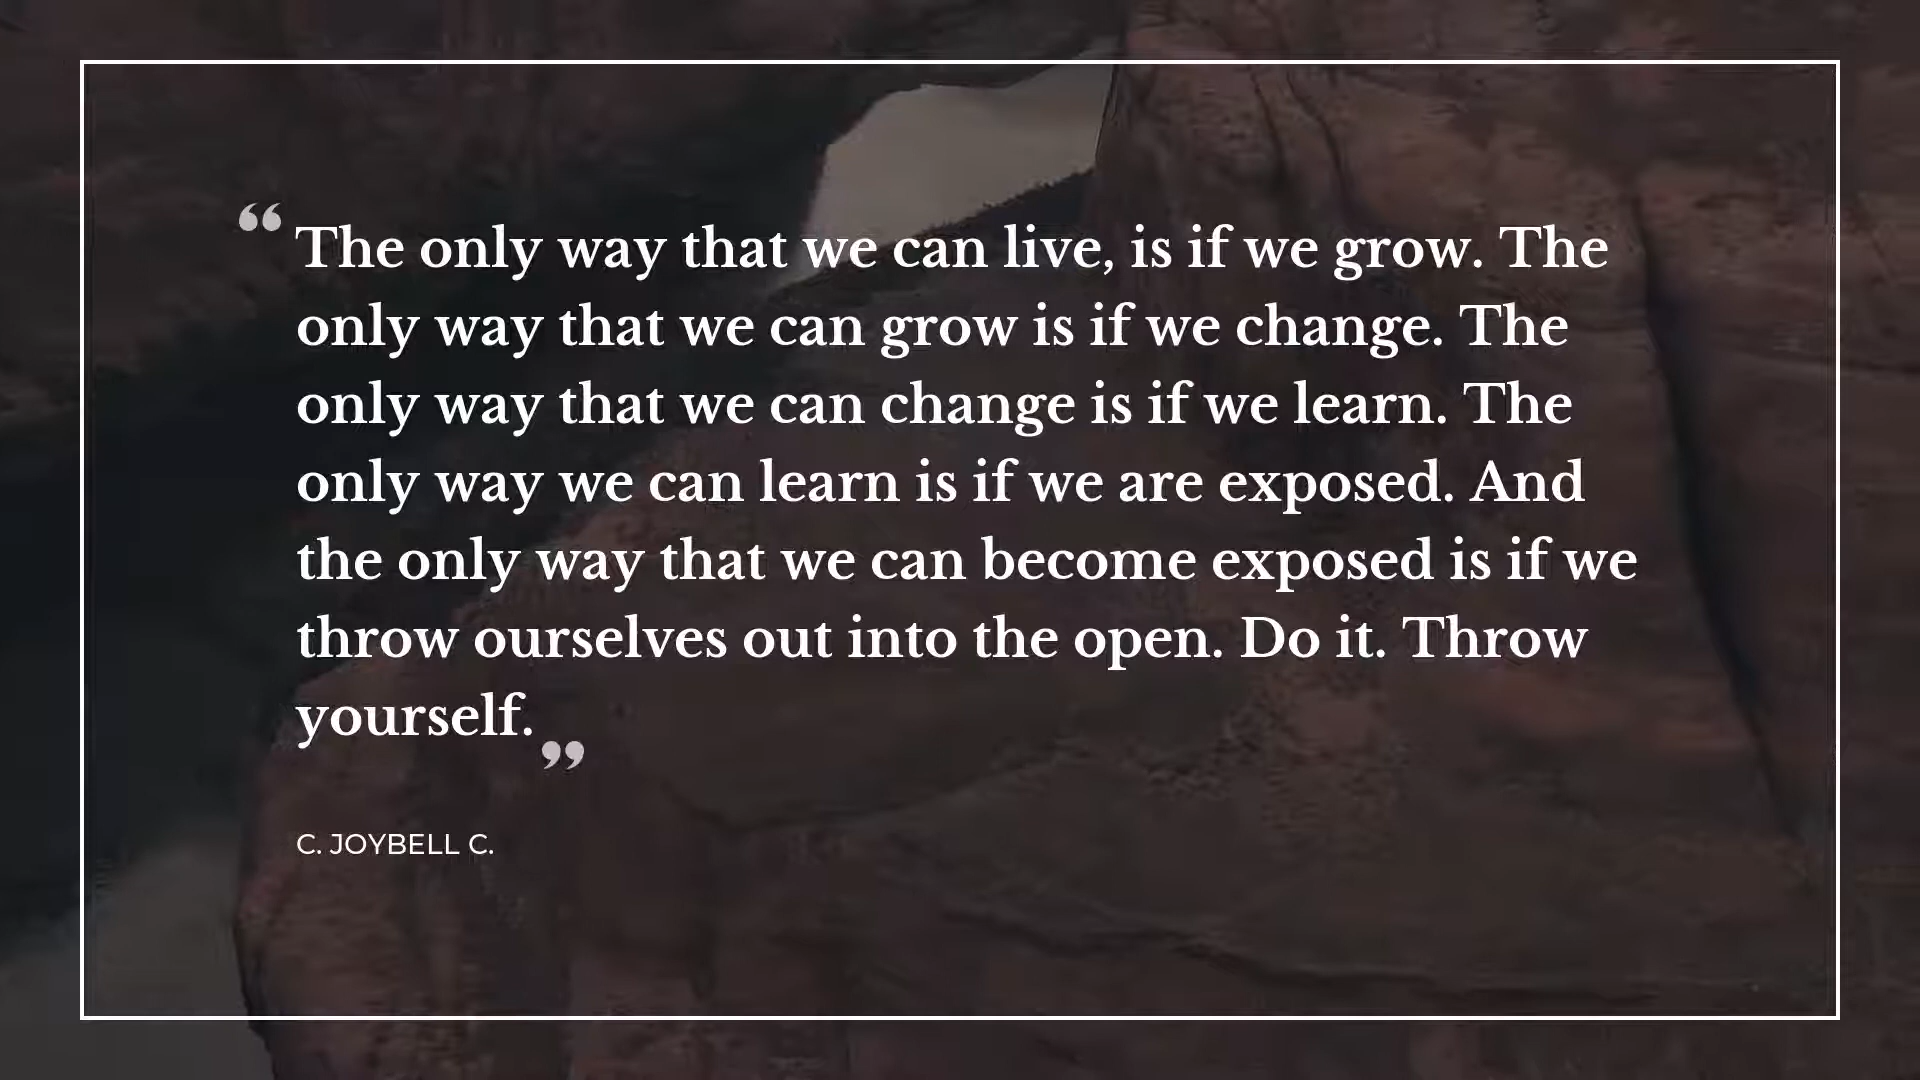 “The only way that we can live, is if we grow. The
only way that we can grow is if we change. The
only way that we can change is if we learn. The
only way we can learn is if we are exposed. And
the only way that we can become exposed is if we
throw ourselves out into the open. Do it. Throw
yourself.”
C. JOYBELL C.